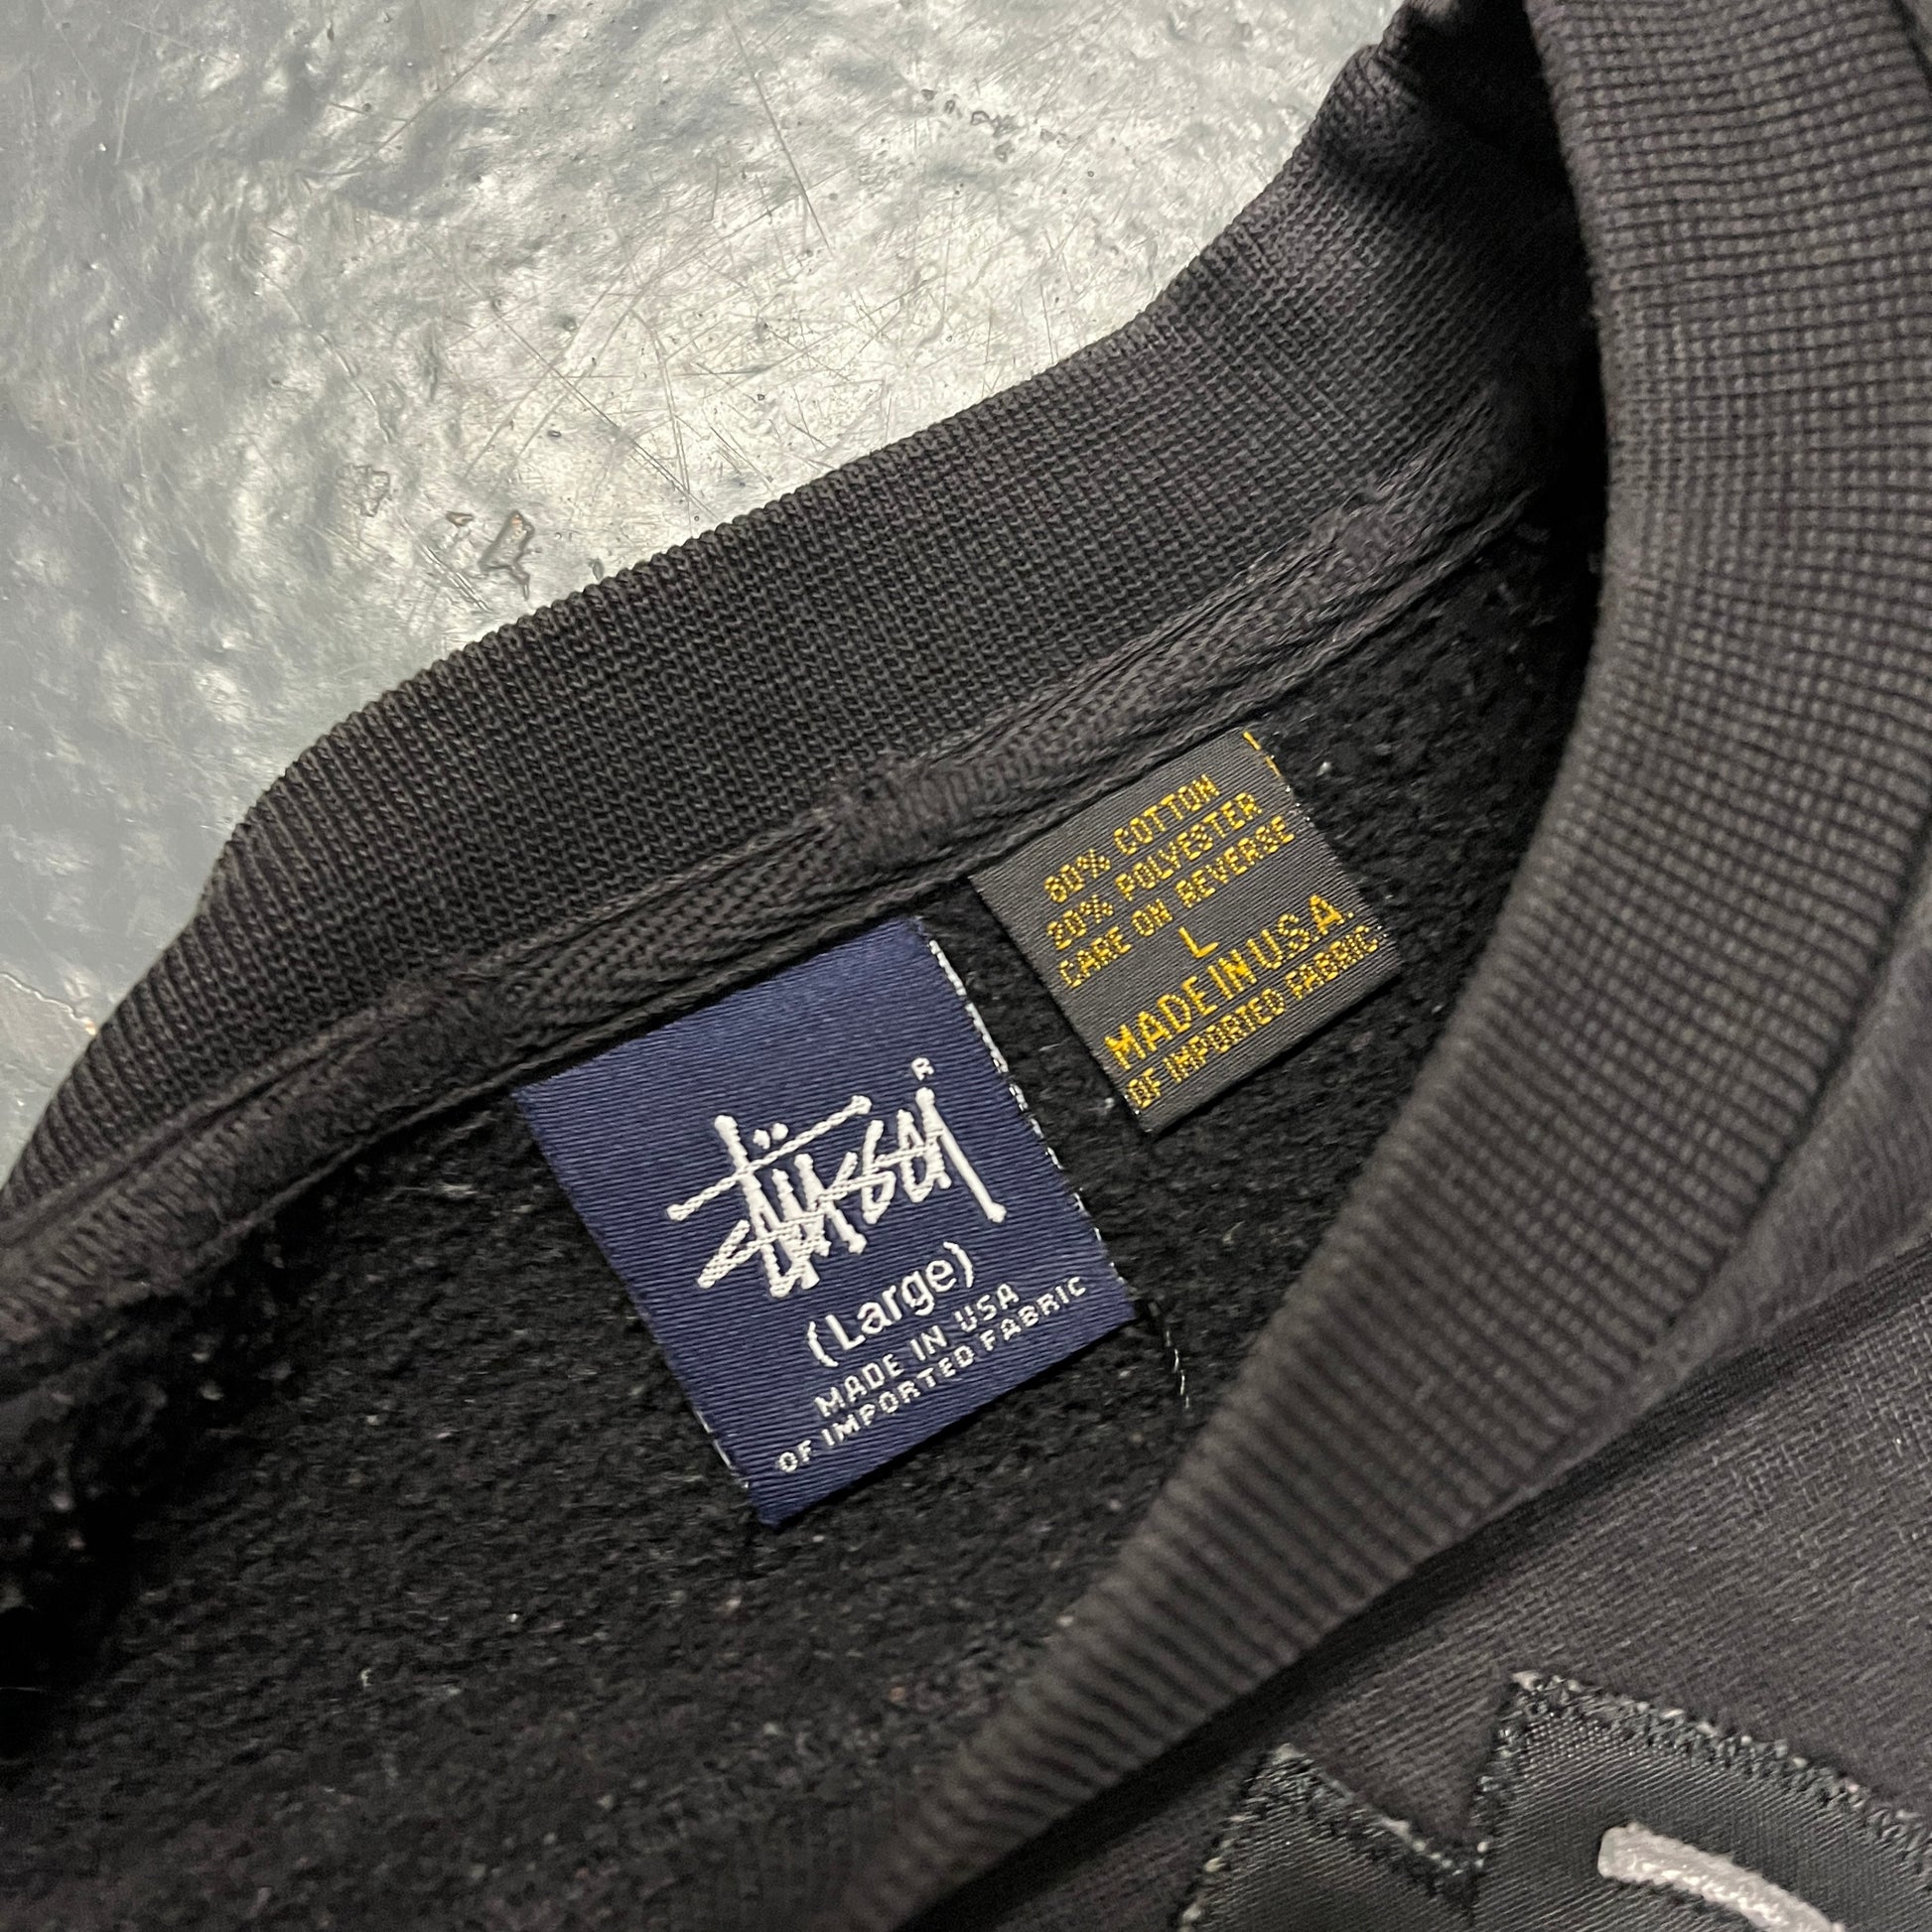 Stüssy ®
(Large)
MADE IN USA
OF IMPORTED FABRIC
80% COTTON
20% POLYESTER
CARE ON REVERSE
L
MADE IN U.S.A.
OF IMPORTED FABRIC